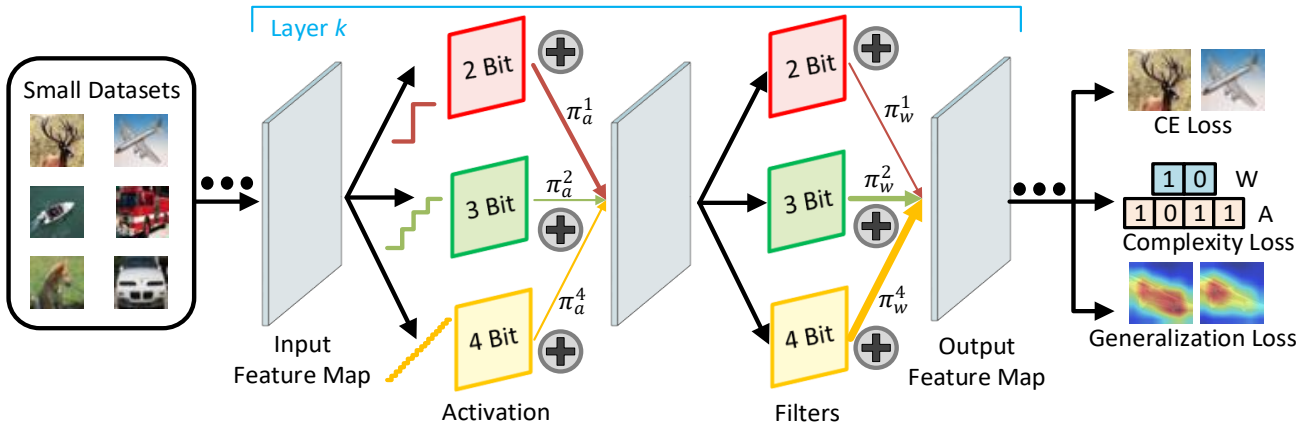 Layer k
Small Datasets
Input
Feature Map
2 Bit
3 Bit
4 Bit
Activation
π_a^1
π_a^2
π_a^4
2 Bit
3 Bit
4 Bit
Filters
π_w^1
π_w^2
π_w^4
Output
Feature Map
CE Loss
1 0 W
1 0 1 1 A
Complexity Loss
Generalization Loss